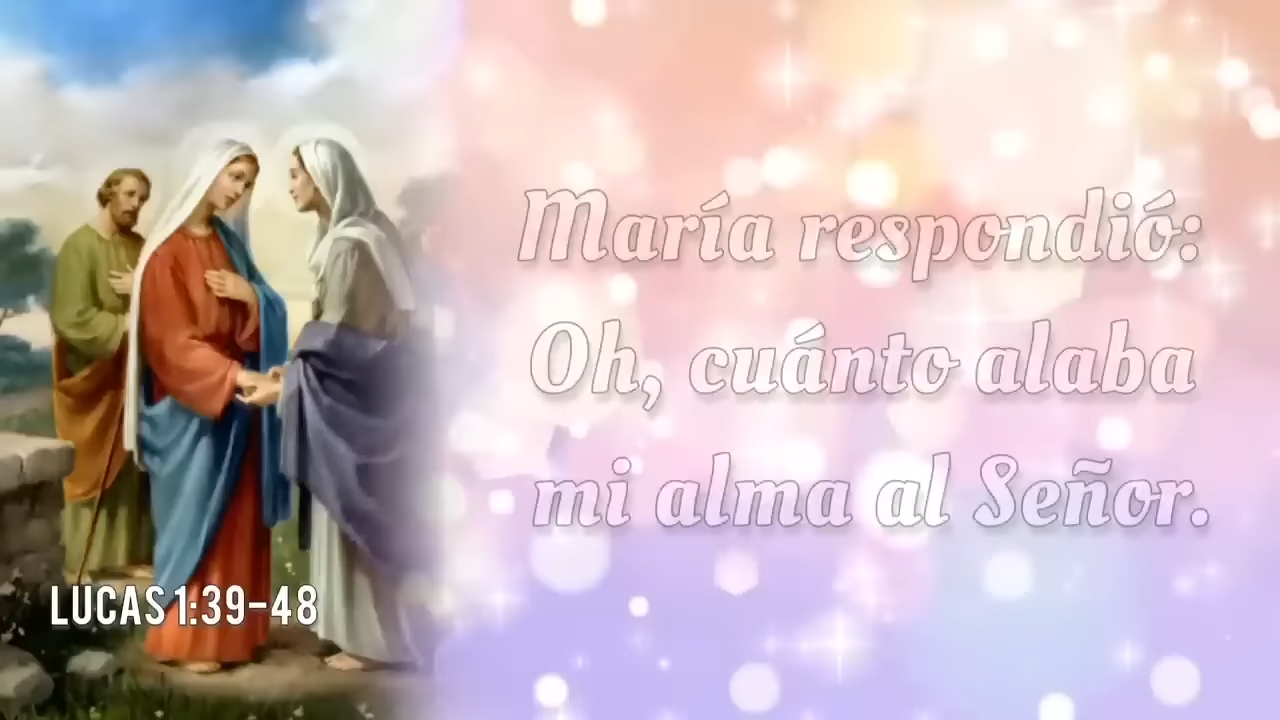 María respondió:
Oh, cuánto alaba
mi alma al Señor.
LUCAS 1:39-48